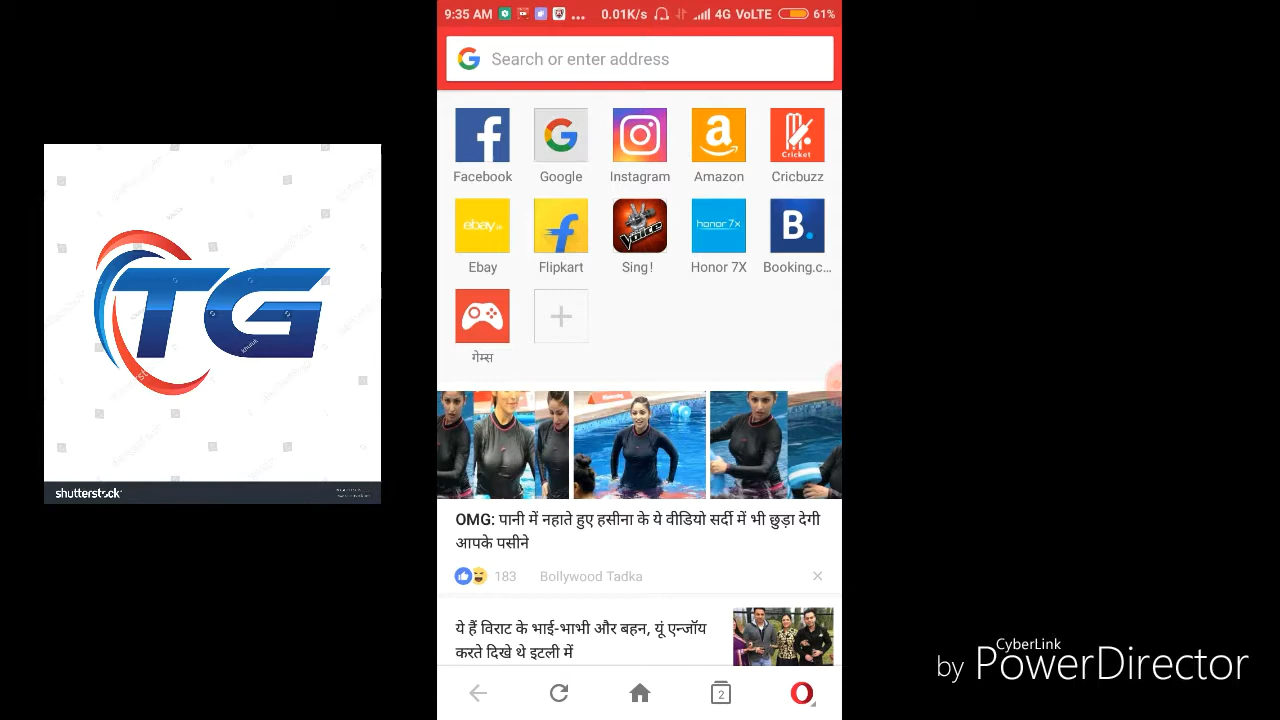 9:35 AM ... 0.01K/s 4G VoLTE 61%
Search or enter address
Facebook Google Instagram Amazon Cricbuzz
Cricket
ebay honor 7x B.
Voice
Ebay Flipkart Sing! Honor 7X Booking.c...
गेम्स
TG
shutterstock
OMG: पानी में नहाते हुए हसीना के ये वीडियो सर्दी में भी छुड़ा देगी
आपके पसीने
183 Bollywood Tadka
ये हैं विराट के भाई-भाभी और बहन, यूं एन्जॉय
करते दिखे थे इटली में
2
CyberLink
by PowerDirector